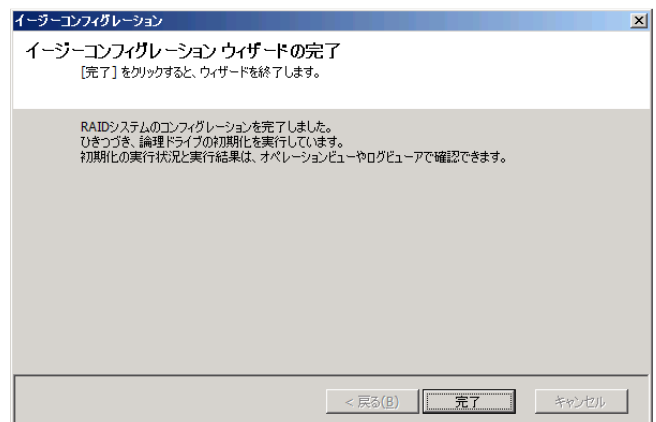 イージーコンフィグレーション
イージーコンフィグレーション ウィザードの完了
[完了] をクリックすると、ウィザードを終了します。
RAIDシステムのコンフィグレーションを完了しました。
ひきつづき、論理ドライブの初期化を実行しています。
初期化の実行状況と実行結果は、オペレーションビューやログビューアで確認できます。
< 戻る(B) 完了 キャンセル